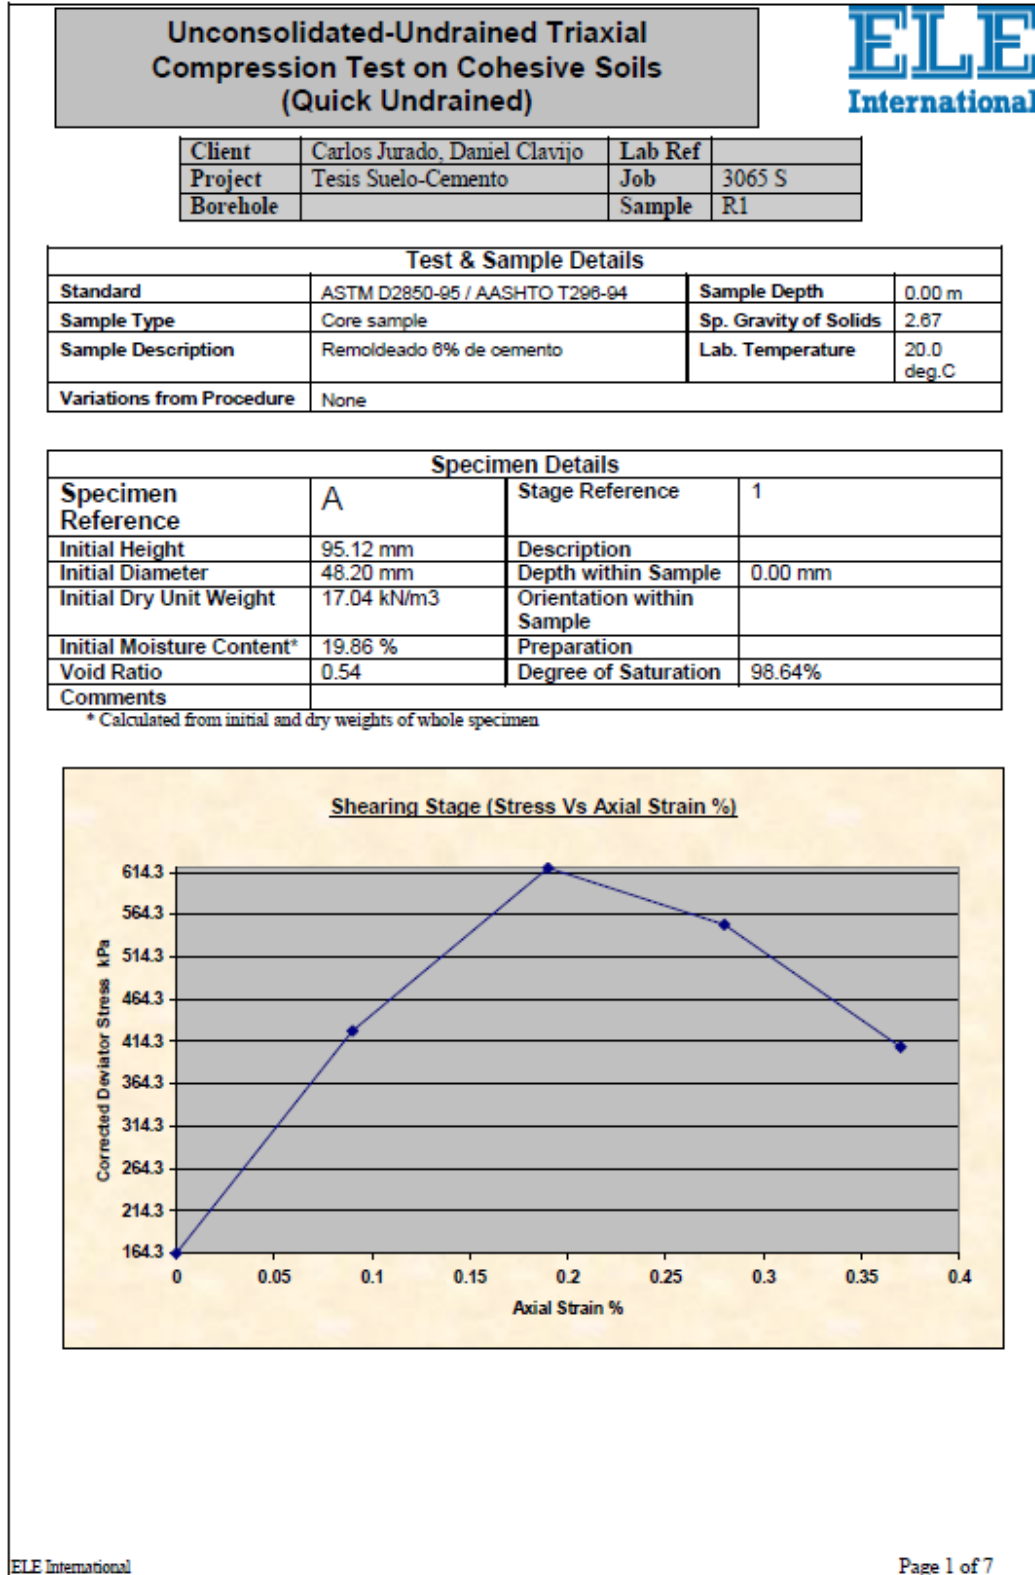 Unconsolidated-Undrained Triaxial
Compression Test on Cohesive Soils
(Quick Undrained)
ELE
International
Client Carlos Jurado, Daniel Clavijo Lab Ref
Project Tesis Suelo-Cemento Job 3065 S
Borehole Sample R1
Test & Sample Details
Standard ASTM D2850-95 / AASHTO T296-94 Sample Depth 0.00 m
Sample Type Core sample Sp. Gravity of Solids 2.67
Sample Description Remoldeado 6% de cemento Lab. Temperature 20.0
deg.C
Variations from Procedure None
Specimen Details
Specimen A Stage Reference 1
Reference
Initial Height 95.12 mm Description
Initial Diameter 48.20 mm Depth within Sample 0.00 mm
Initial Dry Unit Weight 17.04 kN/m3 Orientation within
Sample
Initial Moisture Content* 19.86 % Preparation
Void Ratio 0.54 Degree of Saturation 98.64%
Comments
* Calculated from initial and dry weights of whole specimen
Shearing Stage (Stress Vs Axial Strain %)
Corrected Deviator Stress kPa
614.3
564.3
514.3
464.3
414.3
364.3
314.3
264.3
214.3
164.3
0 0.05 0.1 0.15 0.2 0.25 0.3 0.35 0.4
Axial Strain %
ELE International Page 1 of 7